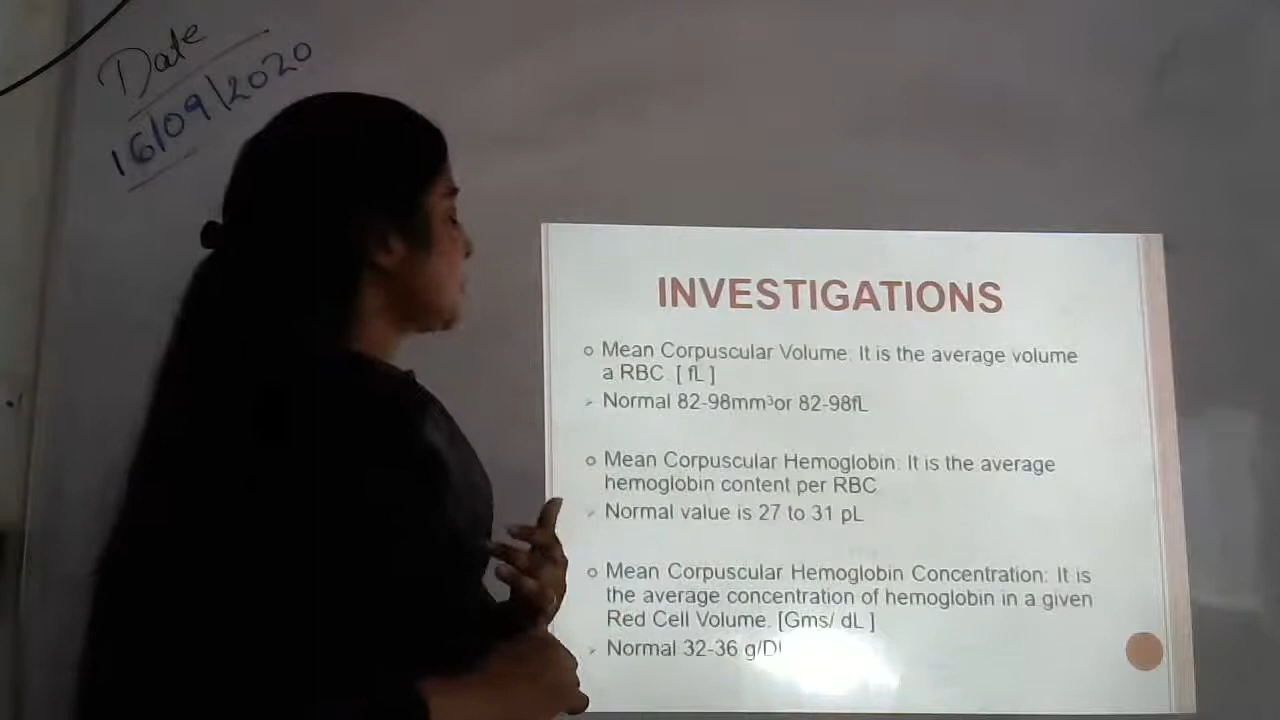 Date
16/09/2020
INVESTIGATIONS
Mean Corpuscular Volume: It is the average volume
a RBC [ fL ]
Normal 82-98mm³or 82-98fL
Mean Corpuscular Hemoglobin: It is the average
hemoglobin content per RBC
Normal value is 27 to 31 pL
Mean Corpuscular Hemoglobin Concentration: It is
the average concentration of hemoglobin in a given
Red Cell Volume. [Gms/ dL ]
Normal 32-36 g/Dl